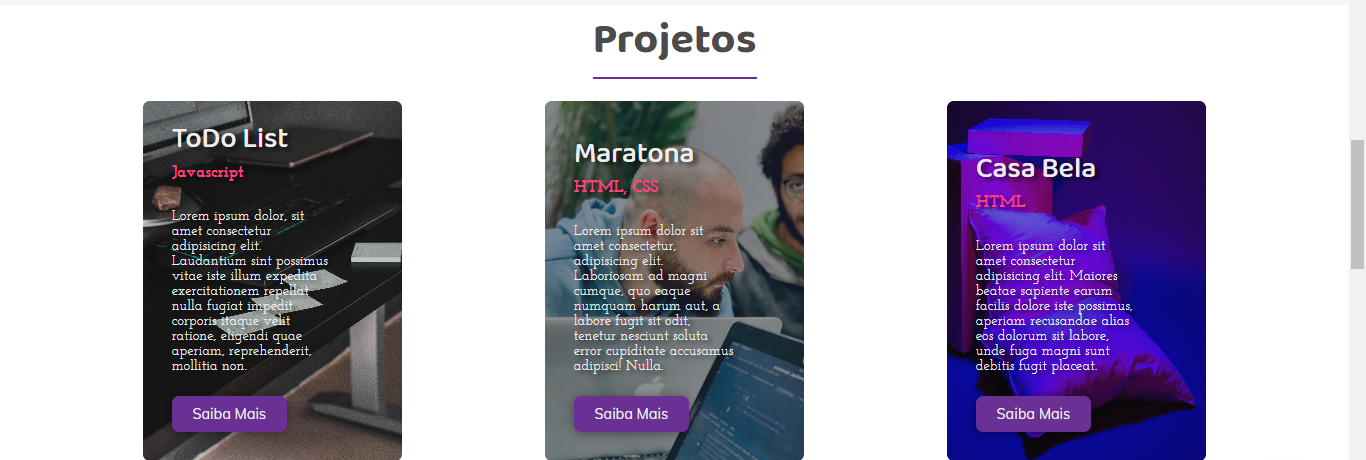 Projetos
ToDo List
Javascript
Lorem ipsum dolor, sit
amet consectetur
adipisicing elit.
Laudantium sint possimus
vitae iste illum expedita
exercitationem repellat
nulla fugiat impedit
corporis itaque velit
ratione, eligendi quae
aperiam, reprehenderit,
mollitia non.
Saiba Mais
Maratona
HTML, CSS
Lorem ipsum dolor sit
amet consectetur,
adipisicing elit.
Laboriosam ad magni
cumque, quo eaque
numquam harum aut, a
labore fugit sit odit,
tenetur nesciunt soluta
error cupiditate accusamus
adipisci! Nulla.
Saiba Mais
Casa Bela
HTML
Lorem ipsum dolor sit
amet consectetur
adipisicing elit. Maiores
beatae sapiente earum
facilis dolore iste possimus,
aperiam recusandae alias
eos dolorum sit labore,
unde fuga magni sunt
debitis fugit placeat.
Saiba Mais